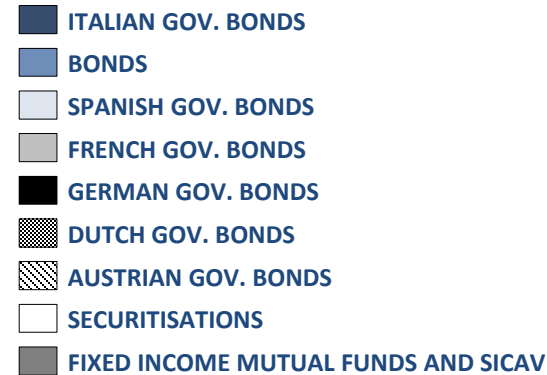 ITALIAN GOV. BONDS
BONDS
SPANISH GOV. BONDS
FRENCH GOV. BONDS
GERMAN GOV. BONDS
DUTCH GOV. BONDS
AUSTRIAN GOV. BONDS
SECURITISATIONS
FIXED INCOME MUTUAL FUNDS AND SICAV